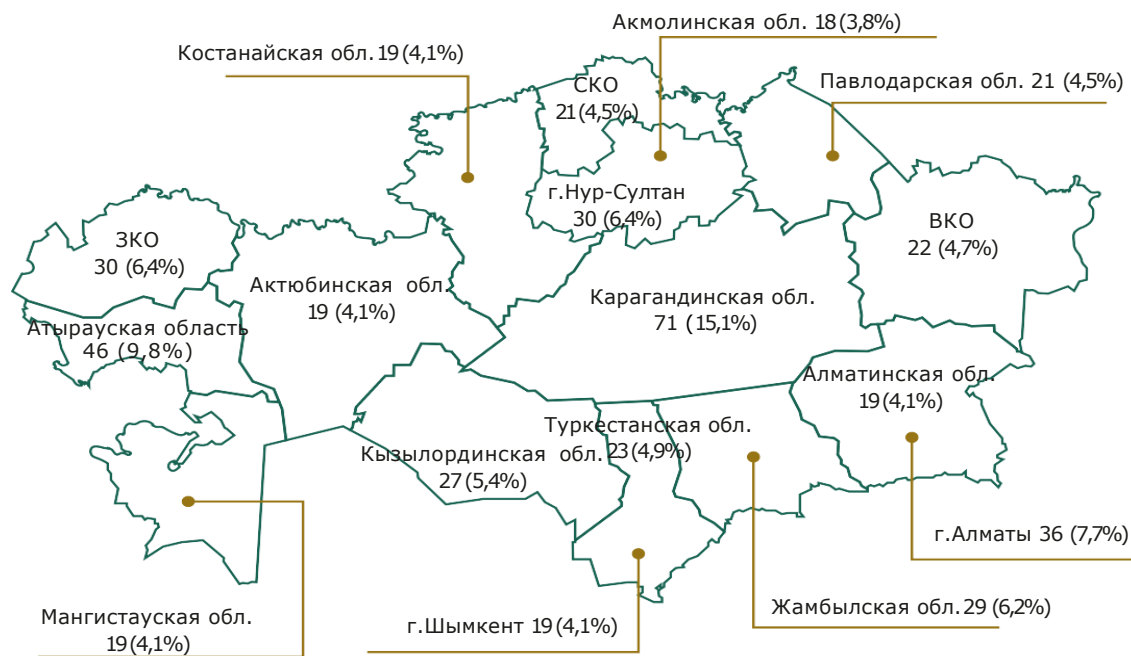 Акмолинская обл. 18 (3,8%)
Костанайская обл. 19 (4,1%)
Павлодарская обл. 21 (4,5%)
СКО
21 (4,5%)
г.Нур-Султан
30 (6,4%)
ВКО
22 (4,7%)
ЗКО
30 (6,4%)
Актюбинская обл.
19 (4,1%)
Карагандинская обл.
71 (15,1%)
Атырауская область
46 (9,8%)
Алматинская обл.
19 (4,1%)
Туркестанская обл.
23 (4,9%)
Кызылординская обл.
27 (5,4%)
г.Алматы 36 (7,7%)
Жамбылская обл. 29 (6,2%)
Мангистауская обл.
19 (4,1%)
г.Шымкент 19 (4,1%)